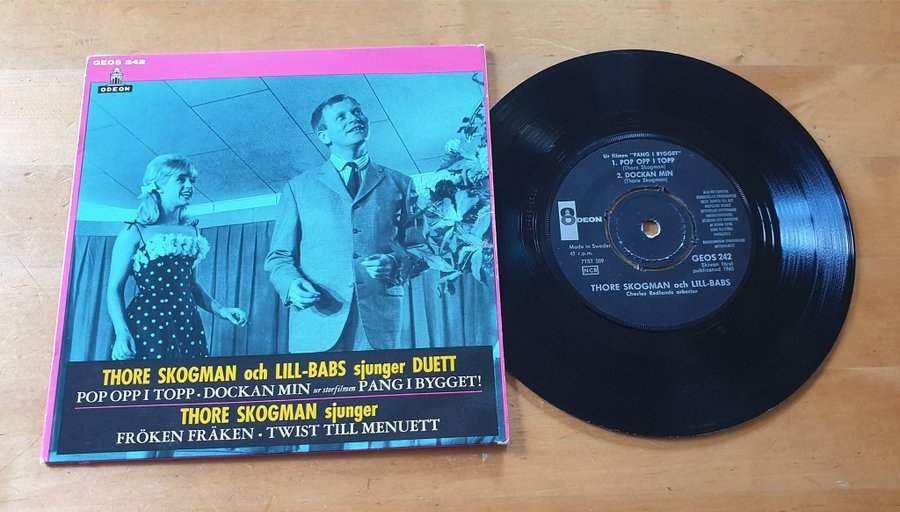 GEOS 242
ODEON
THORE SKOGMAN och LILL-BABS sjunger DUETT
POP OPP I TOPP • DOCKAN MIN ur storfilmen PANG I BYGGET!
THORE SKOGMAN sjunger
FRÖKEN FRÄKEN • TWIST TILL MENUETT
Ur filmen "PANG I BYGGET"
1. POP OPP I TOPP
(Thore Skogman)
2. DOCKAN MIN
(Thore Skogman)
ODEON
Made in Sweden
45 r.p.m.
7TST 509
NCB
GEOS 242
Skivan först
publicerad 1965
THORE SKOGMAN och LILL-BABS
Charles Redlands orkester